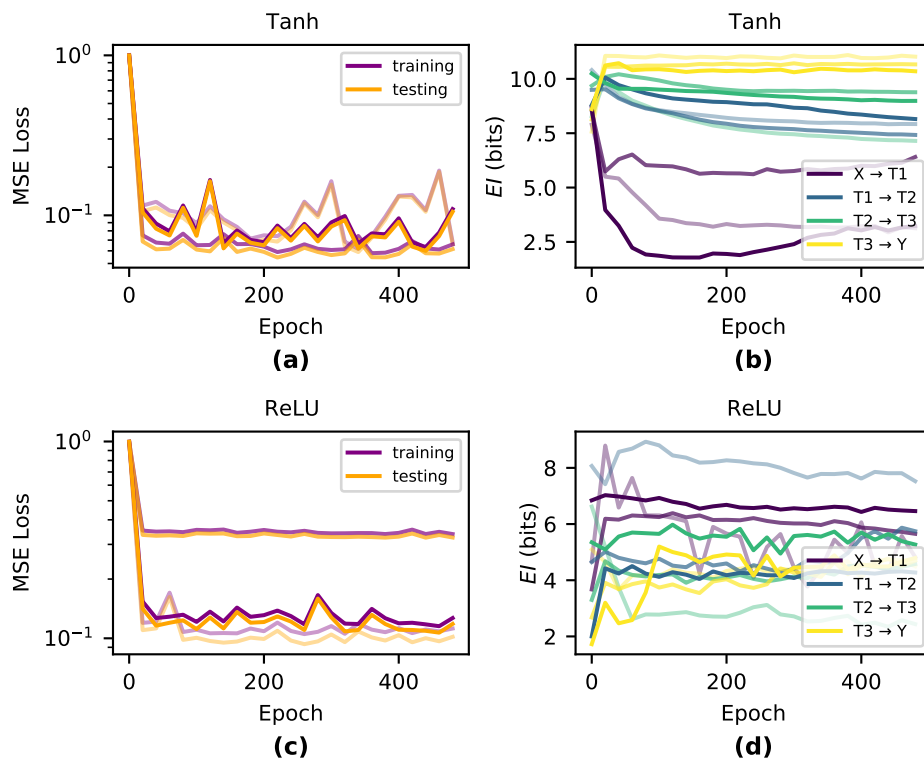 Tanh
10⁰
10⁻¹
MSE Loss
training
testing
0
200
400
Epoch
(a)
Tanh
10.0
7.5
5.0
2.5
EI (bits)
X → T1
T1 → T2
T2 → T3
T3 → Y
0
200
400
Epoch
(b)
ReLU
10⁰
10⁻¹
MSE Loss
training
testing
0
200
400
Epoch
(c)
ReLU
8
6
4
2
EI (bits)
X → T1
T1 → T2
T2 → T3
T3 → Y
0
200
400
Epoch
(d)